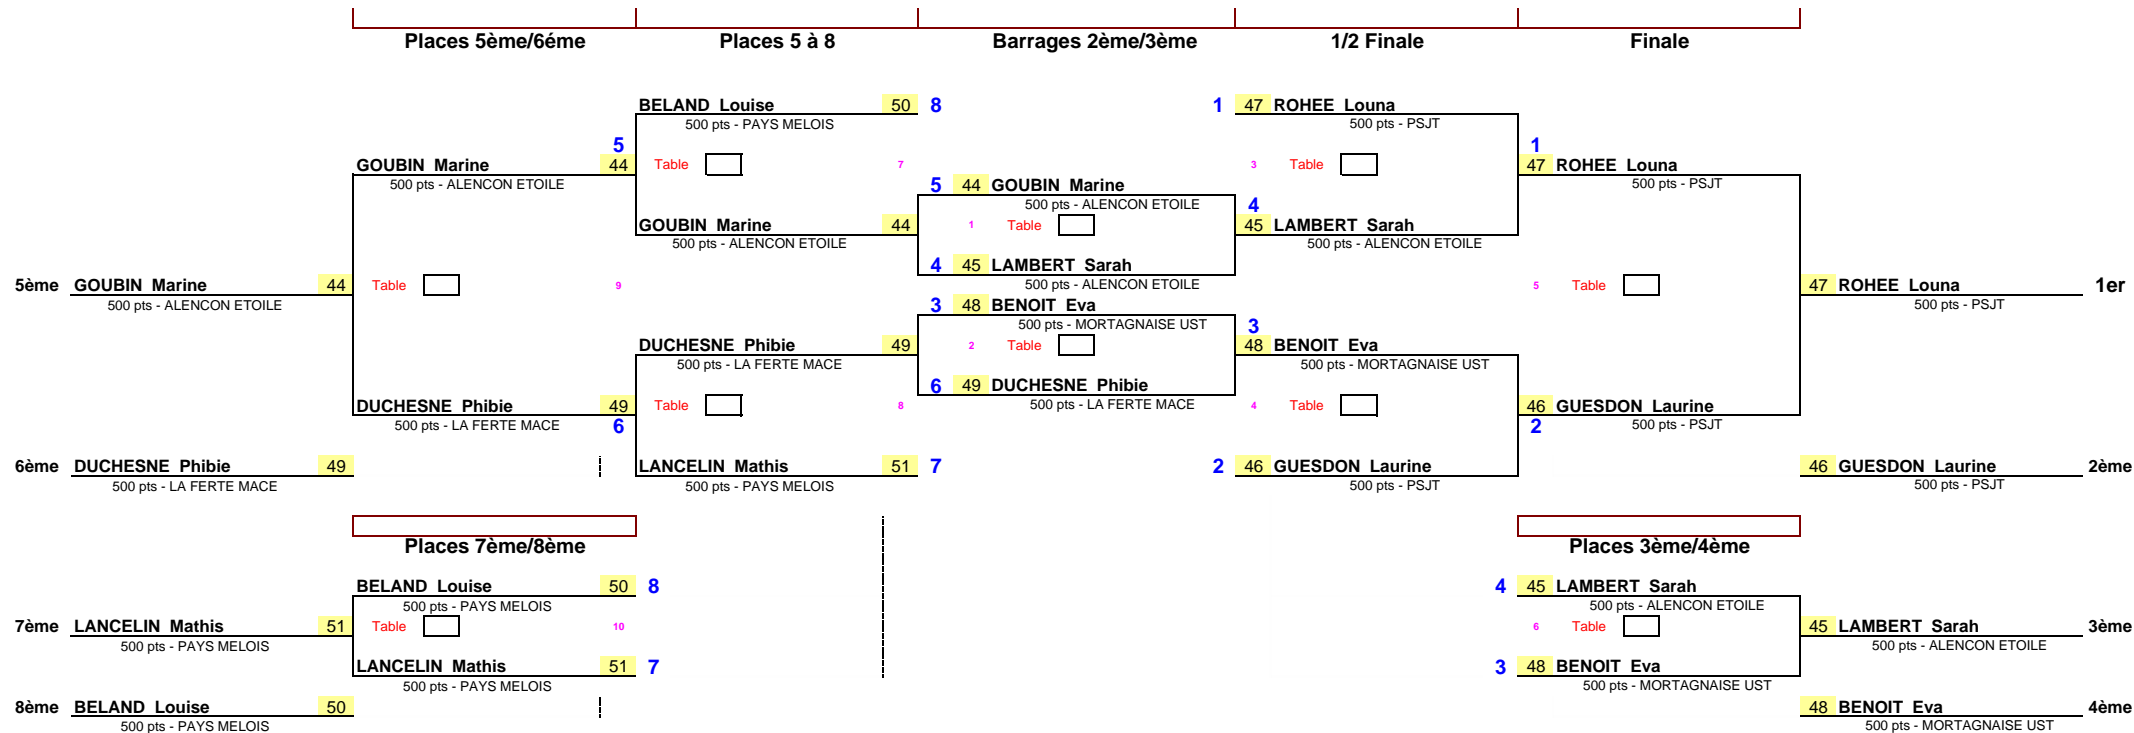 Places 5ème/6éme Places 5 à 8 Barrages 2ème/3ème 1/2 Finale Finale
BELAND Louise 50 8 1 47 ROHEE Louna
500 pts - PAYS MELOIS 500 pts - PSJT
5 1
GOUBIN Marine 44 Table 7 3 Table 47 ROHEE Louna
500 pts - ALENCON ETOILE 5 44 GOUBIN Marine 500 pts - PSJT
500 pts - ALENCON ETOILE 4
GOUBIN Marine 44 1 Table 45 LAMBERT Sarah
500 pts - ALENCON ETOILE 500 pts - ALENCON ETOILE
4 45 LAMBERT Sarah
5ème GOUBIN Marine 44 Table 9 500 pts - ALENCON ETOILE 5 Table 47 ROHEE Louna 1er
500 pts - ALENCON ETOILE 3 48 BENOIT Eva 500 pts - PSJT
500 pts - MORTAGNAISE UST 3
DUCHESNE Phibie 49 2 Table 48 BENOIT Eva
500 pts - LA FERTE MACE 500 pts - MORTAGNAISE UST
6 49 DUCHESNE Phibie
DUCHESNE Phibie 49 Table 8 500 pts - LA FERTE MACE 4 Table 46 GUESDON Laurine
500 pts - LA FERTE MACE 6 2 500 pts - PSJT
6ème DUCHESNE Phibie 49 LANCELIN Mathis 51 7 2 46 GUESDON Laurine 46 GUESDON Laurine 2ème
500 pts - LA FERTE MACE 500 pts - PAYS MELOIS 500 pts - PSJT 500 pts - PSJT
Places 7ème/8ème Places 3ème/4ème
BELAND Louise 50 8 4 45 LAMBERT Sarah
500 pts - PAYS MELOIS 500 pts - ALENCON ETOILE
7ème LANCELIN Mathis 51 Table 10 6 Table 45 LAMBERT Sarah 3ème
500 pts - PAYS MELOIS 500 pts - ALENCON ETOILE
LANCELIN Mathis 51 7 3 48 BENOIT Eva
500 pts - PAYS MELOIS 500 pts - MORTAGNAISE UST
8ème BELAND Louise 50 48 BENOIT Eva 4ème
500 pts - PAYS MELOIS 500 pts - MORTAGNAISE UST